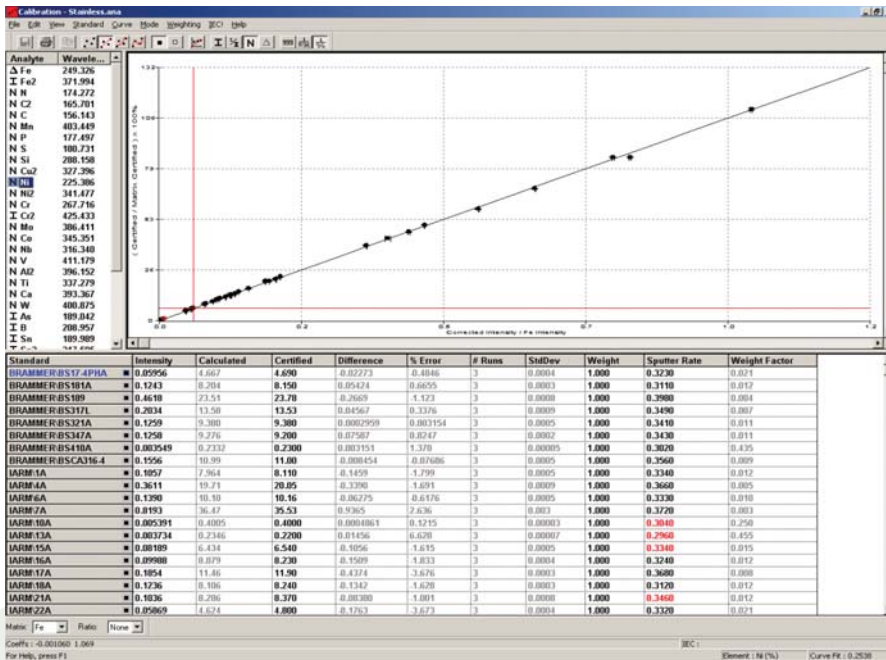 Calibration - Stainless.ana
File Edit View Standard Curve Mode Weighting IECI Help
Analyte Wavele...
Δ Fe 249.326
I Fe2 371.994
N N 174.272
N C2 165.701
N C 156.143
N Mn 403.449
N P 177.497
N S 180.731
N Si 288.158
N Cu2 327.396
N Ni 225.386
N Ni2 341.477
N Cr 267.716
I Cr2 425.433
N Mo 386.411
N Co 345.351
N Nb 316.340
N V 411.179
N Al2 396.152
N Ti 337.279
N Ca 393.367
N W 400.875
I As 189.042
I B 208.957
I Sn 189.989
( Certified / Matrix Certified ) x 100%
0.0 0.2 0.7 1.0 1.2
Corrected Intensity / Fe Intensity
Standard Intensity Calculated Certified Difference % Error # Runs StdDev Weight Sputter Rate Weight Factor
BRAMMER\BS17-4PHA 0.05956 4.667 4.690 -0.02273 -0.4846 3 0.0004 1.000 0.3230 0.021
BRAMMER\BS181A 0.1243 8.204 8.150 0.05424 0.6655 3 0.0003 1.000 0.3110 0.012
BRAMMER\BS189 0.4618 23.51 23.78 -0.2669 -1.123 3 0.0008 1.000 0.3980 0.004
BRAMMER\BS317L 0.2034 13.58 13.53 0.04567 0.3376 3 0.0009 1.000 0.3490 0.007
BRAMMER\BS321A 0.1259 9.380 9.380 0.0002959 0.003154 3 0.0005 1.000 0.3410 0.011
BRAMMER\BS347A 0.1258 9.276 9.200 0.07587 0.8247 3 0.0002 1.000 0.3430 0.011
BRAMMER\BS410A 0.003549 0.2332 0.2300 0.003151 1.370 3 0.00005 1.000 0.3020 0.435
BRAMMER\BSCA316-4 0.1556 10.99 11.00 -0.008454 -0.07686 3 0.0005 1.000 0.3560 0.009
IARM\1A 0.1057 7.964 8.110 -0.1459 -1.799 3 0.0005 1.000 0.3340 0.012
IARM\4A 0.3611 19.71 20.05 -0.3390 -1.691 3 0.0009 1.000 0.3660 0.005
IARM\6A 0.1390 10.10 10.16 -0.06275 -0.6176 3 0.0005 1.000 0.3330 0.010
IARM\7A 0.8193 36.47 35.53 0.9365 2.636 3 0.003 1.000 0.3720 0.003
IARM\10A 0.005391 0.4005 0.4000 0.0004861 0.1215 3 0.00003 1.000 0.3040 0.250
IARM\13A 0.003734 0.2346 0.2200 0.01456 6.620 3 0.00007 1.000 0.2960 0.455
IARM\15A 0.08189 6.434 6.540 -0.1056 -1.615 3 0.0005 1.000 0.3340 0.015
IARM\16A 0.09988 8.079 8.230 -0.1509 -1.833 3 0.0004 1.000 0.3240 0.012
IARM\17A 0.1854 11.46 11.90 -0.4374 -3.676 3 0.0003 1.000 0.3680 0.008
IARM\18A 0.1236 8.106 8.240 -0.1342 -1.628 3 0.0003 1.000 0.3120 0.012
IARM\21A 0.1036 8.286 8.370 -0.08380 -1.001 3 0.0008 1.000 0.3460 0.012
IARM\22A 0.05869 4.624 4.800 -0.1763 -3.673 3 0.0004 1.000 0.3320 0.021
Matrix: Fe Ratio: None
Coeffs : -0.001060 1.069 IEC :
For Help, press F1 Element : Ni (%) Curve Fit : 0.2538